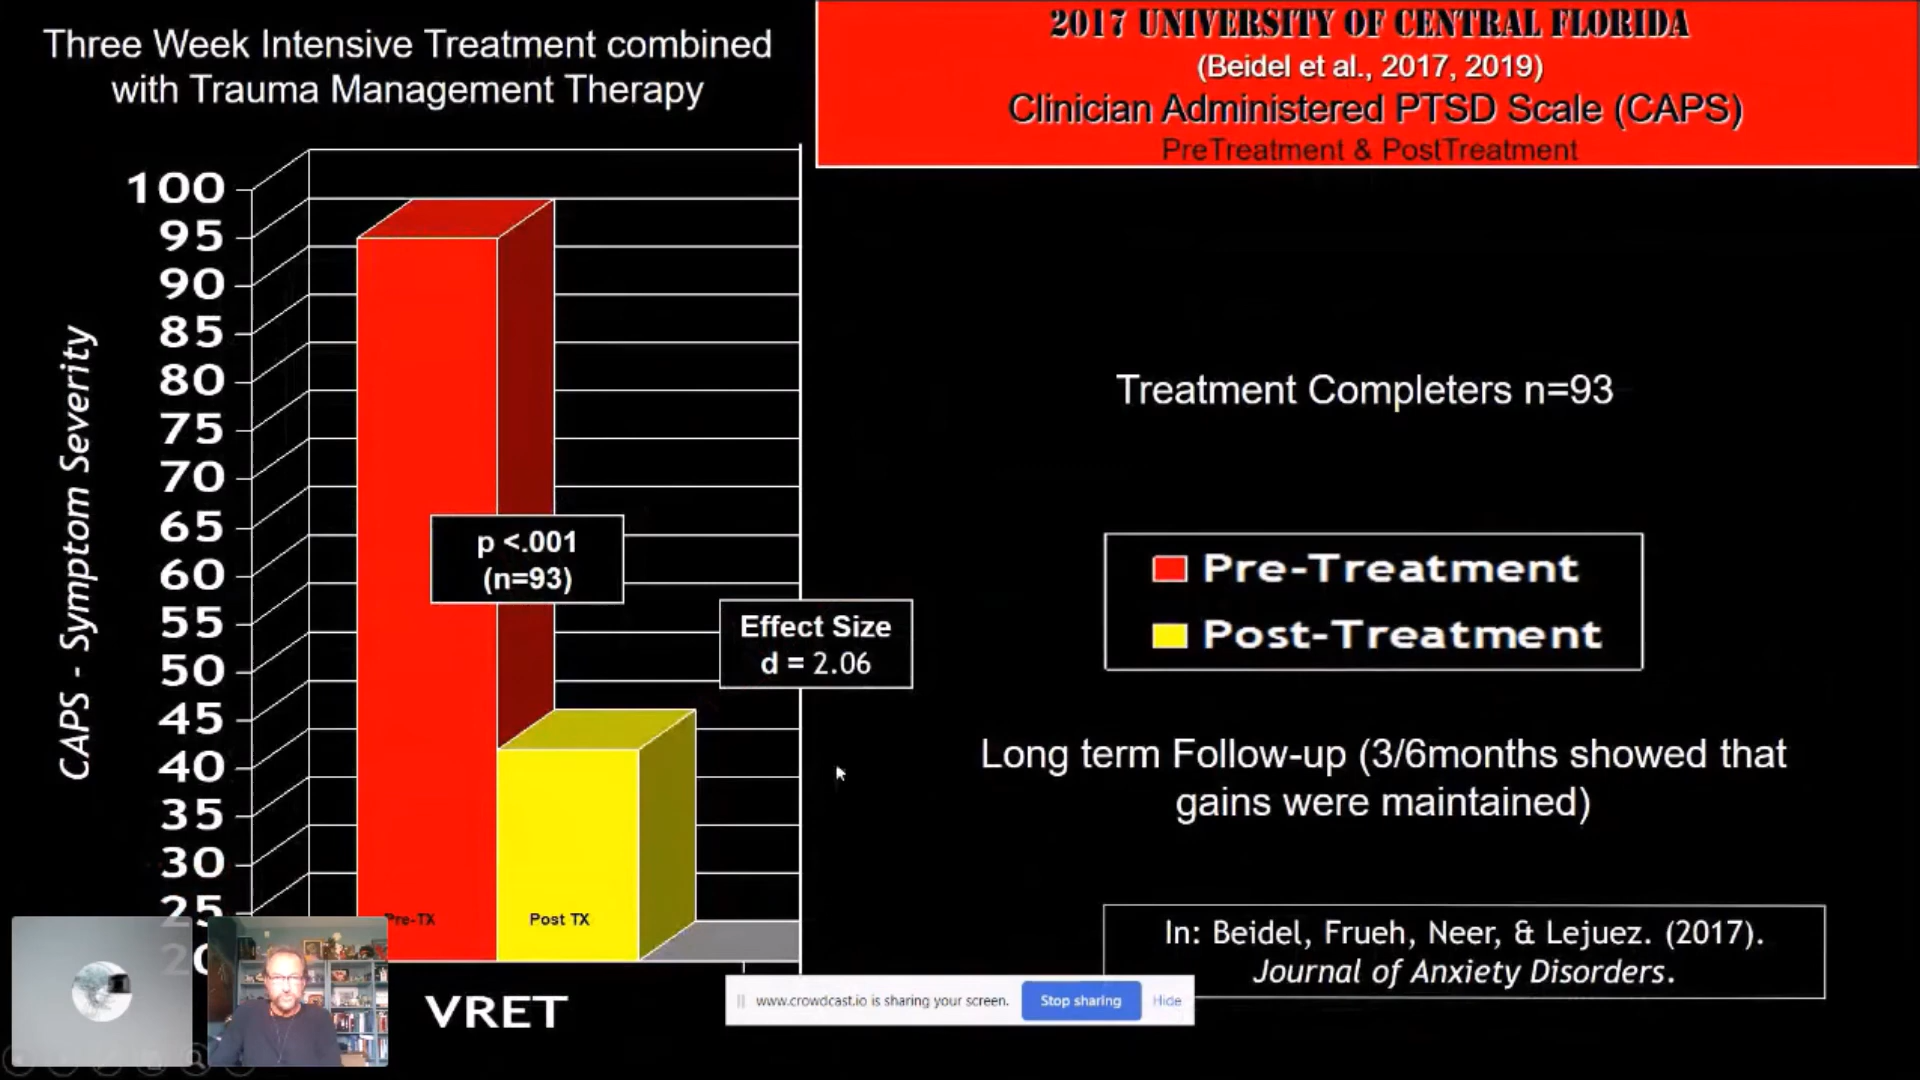 Three Week Intensive Treatment combined
with Trauma Management Therapy
2017 UNIVERSITY OF CENTRAL FLORIDA
(Beidel et al., 2017, 2019)
Clinician Administered PTSD Scale (CAPS)
PreTreatment & PostTreatment
CAPS - Symptom Severity
100
95
90
85
80
75
70
65
60
55
50
45
40
35
30
25
20
p <.001
(n=93)
Effect Size
d = 2.06
Pre-TX
Post TX
VRET
Treatment Completers n=93
Pre-Treatment
Post-Treatment
Long term Follow-up (3/6months showed that
gains were maintained)
In: Beidel, Frueh, Neer, & Lejuez. (2017).
Journal of Anxiety Disorders.
www.crowdcast.io is sharing your screen.
Stop sharing
Hide